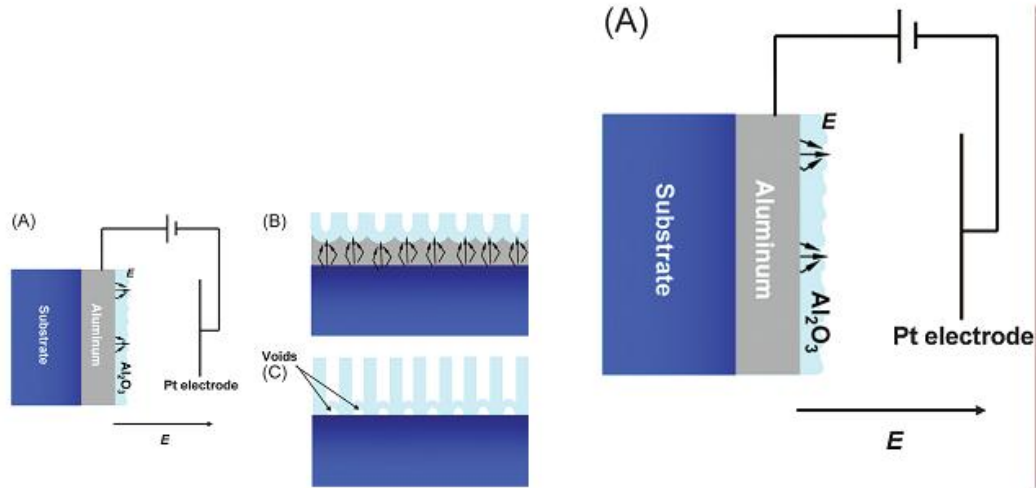 (A)
E
Substrate
Aluminum
Al₂O₃
Pt electrode
E
(B)
Voids
(C)
(A)
E
Substrate
Aluminum
Al₂O₃
Pt electrode
E